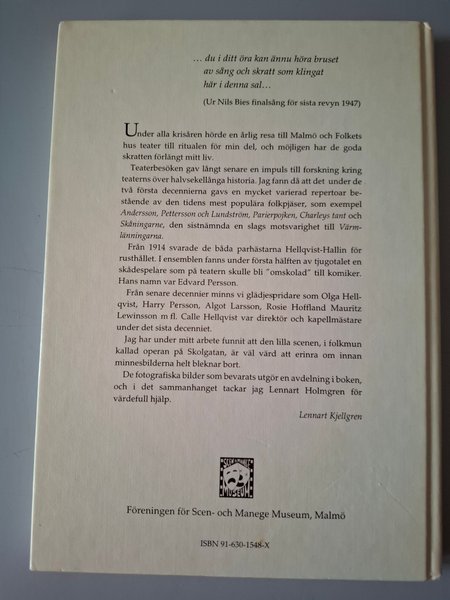 ... du i ditt öra kan ännu höra bruset
av sång och skratt som klingat
här i denna sal...
(Ur Nils Bies finalsång för sista revyn 1947)
Under alla krisåren hörde en årlig resa till Malmö och Folkets
hus teater till ritualen för min del, och möjligen har de goda
skratten förlängt mitt liv.
Teaterbesöken gav långt senare en impuls till forskning kring
teaterns över halvsekellånga historia. Jag fann då att det under de
två första decennierna gavs en mycket varierad repertoar be-
stående av den tidens mest populära folkpjäser, som exempel
Andersson, Pettersson och Lundström, Parierpojken, Charleys tant och
Skåningarne, den sistnämnda en slags motsvarighet till Värm-
länningarna.
Från 1914 svarade de båda parhästarna Hellqvist-Hallin för
rusthållet. I ensemblen fanns under första hälften av tjugotalet en
skådespelare som på teatern skulle bli "omskolad" till komiker.
Hans namn var Edvard Persson.
Från senare decennier minns vi glädjespridare som Olga Hell-
qvist, Harry Persson, Algot Larsson, Rosie Hoffland Mauritz
Lewinsson m fl. Calle Hellqvist var direktör och kapellmästare
under det sista decenniet.
Jag har under mitt arbete funnit att den lilla scenen, i folkmun
kallad operan på Skolgatan, är väl värd att erinra om innan
minnesbilderna helt bleknar bort.
De fotografiska bilder som bevarats utgör en avdelning i boken,
och i det sammanhanget tackar jag Lennart Holmgren för
värdefull hjälp.
Lennart Kjellgren
SCEN & MANEGE
MUSEUM
Föreningen för Scen- och Manege Museum, Malmö
ISBN 91-630-1548-X